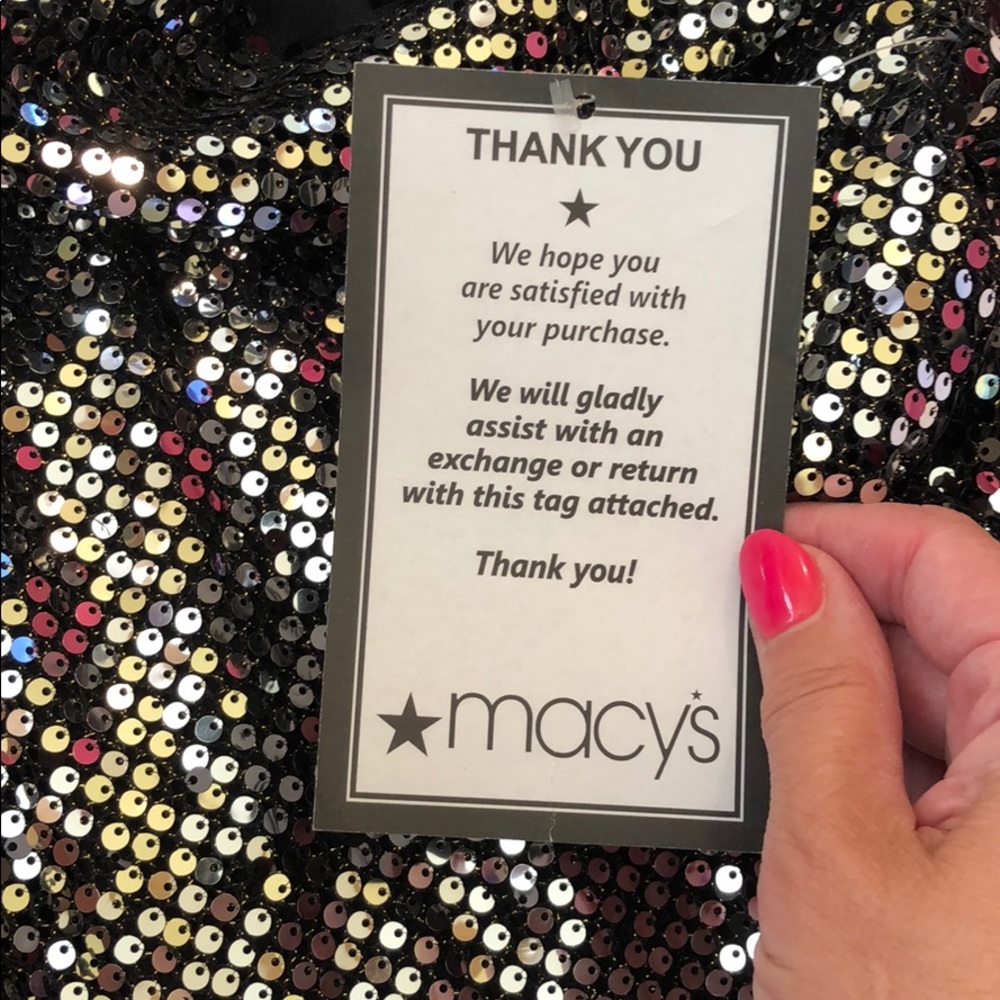 THANK YOU
We hope you
are satisfied with
your purchase.
We will gladly
assist with an
exchange or return
with this tag attached.
Thank you!
macy's